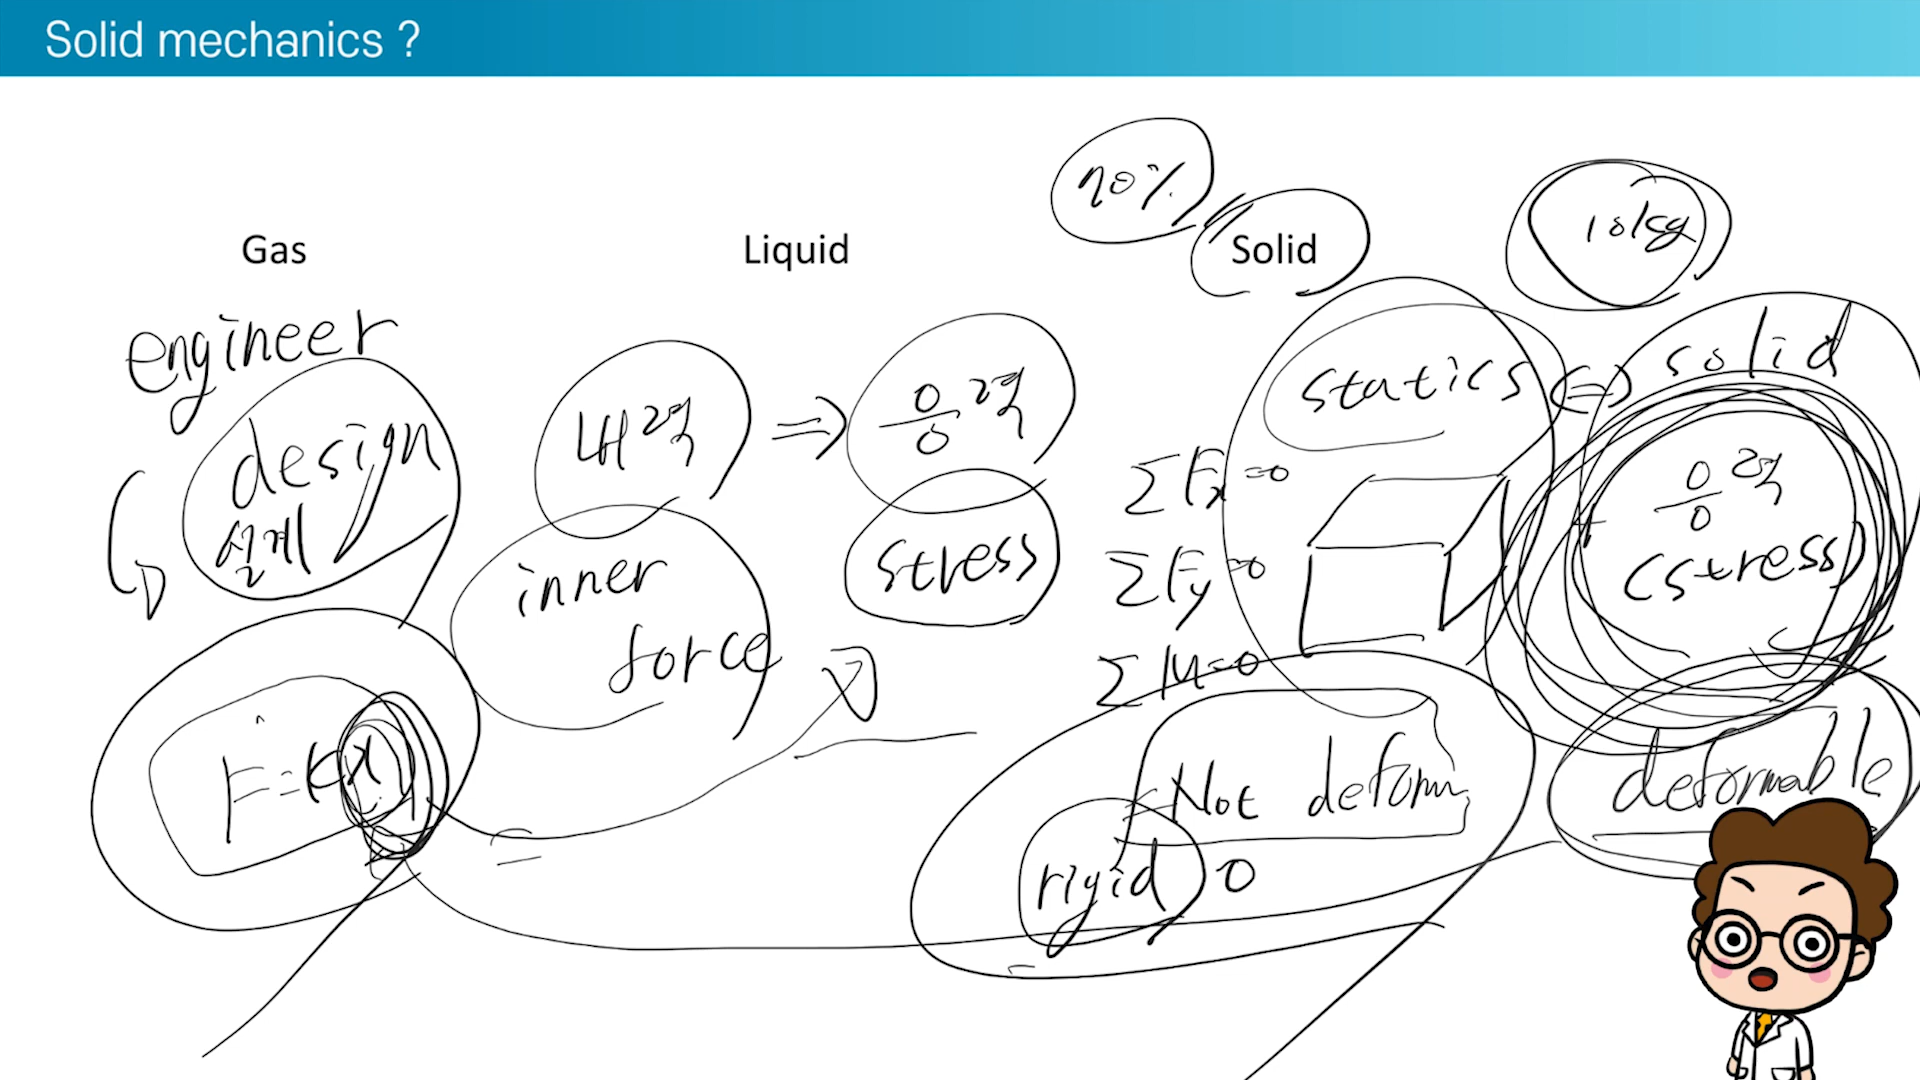 Solid mechanics ?
Gas
Liquid
Solid
10kg
engineer
design
설계
내력
⇒
응력
inner
force
stress
statics ⇔ solid
ΣFx=0
ΣFy=0
ΣM=0
응력
(stress)
F=kx
Not deform
rigid
deformable